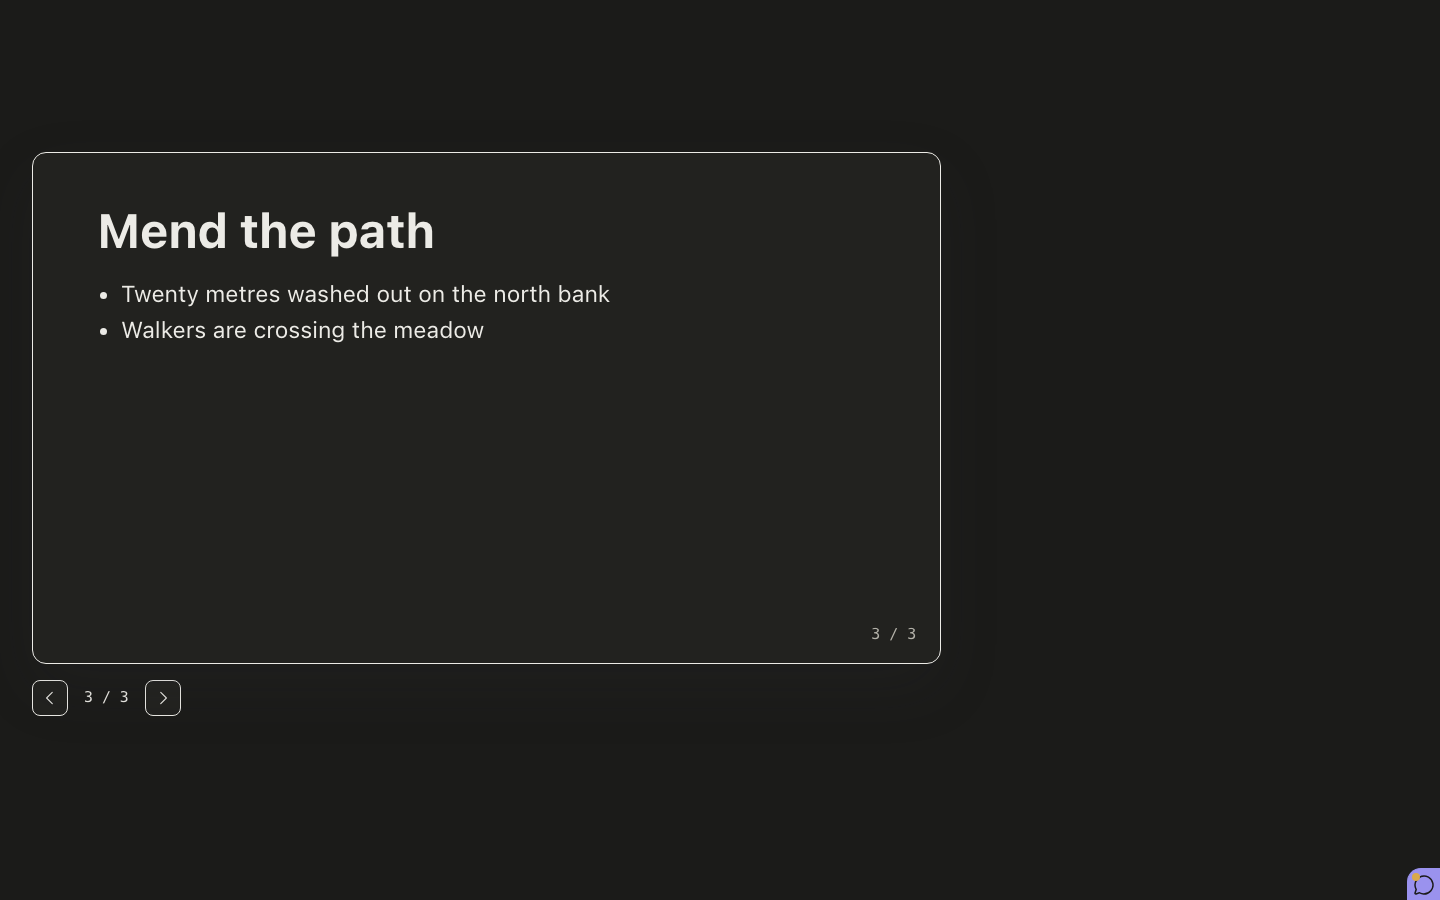 Mend the path
Twenty metres washed out on the north bank
Walkers are crossing the meadow
3 / 3
3 / 3